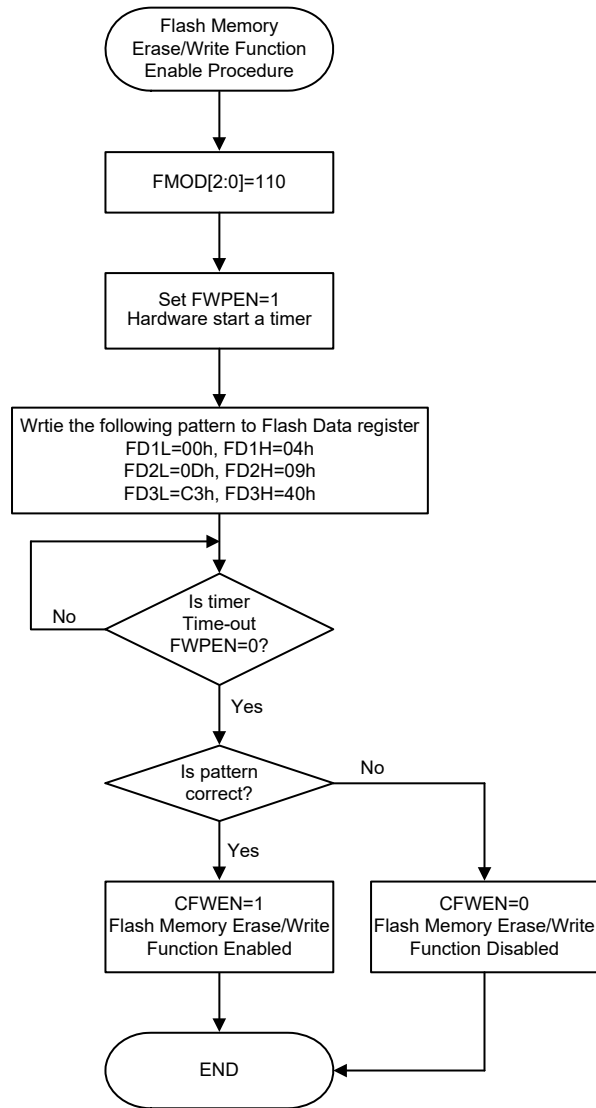 Flash Memory
Erase/Write Function
Enable Procedure
FMOD[2:0]=110
Set FWPEN=1
Hardware start a timer
Wrtie the following pattern to Flash Data register
FD1L=00h, FD1H=04h
FD2L=0Dh, FD2H=09h
FD3L=C3h, FD3H=40h
No
Is timer
Time-out
FWPEN=0?
Yes
Is pattern
correct?
No
Yes
CFWEN=1
Flash Memory Erase/Write
Function Enabled
CFWEN=0
Flash Memory Erase/Write
Function Disabled
END